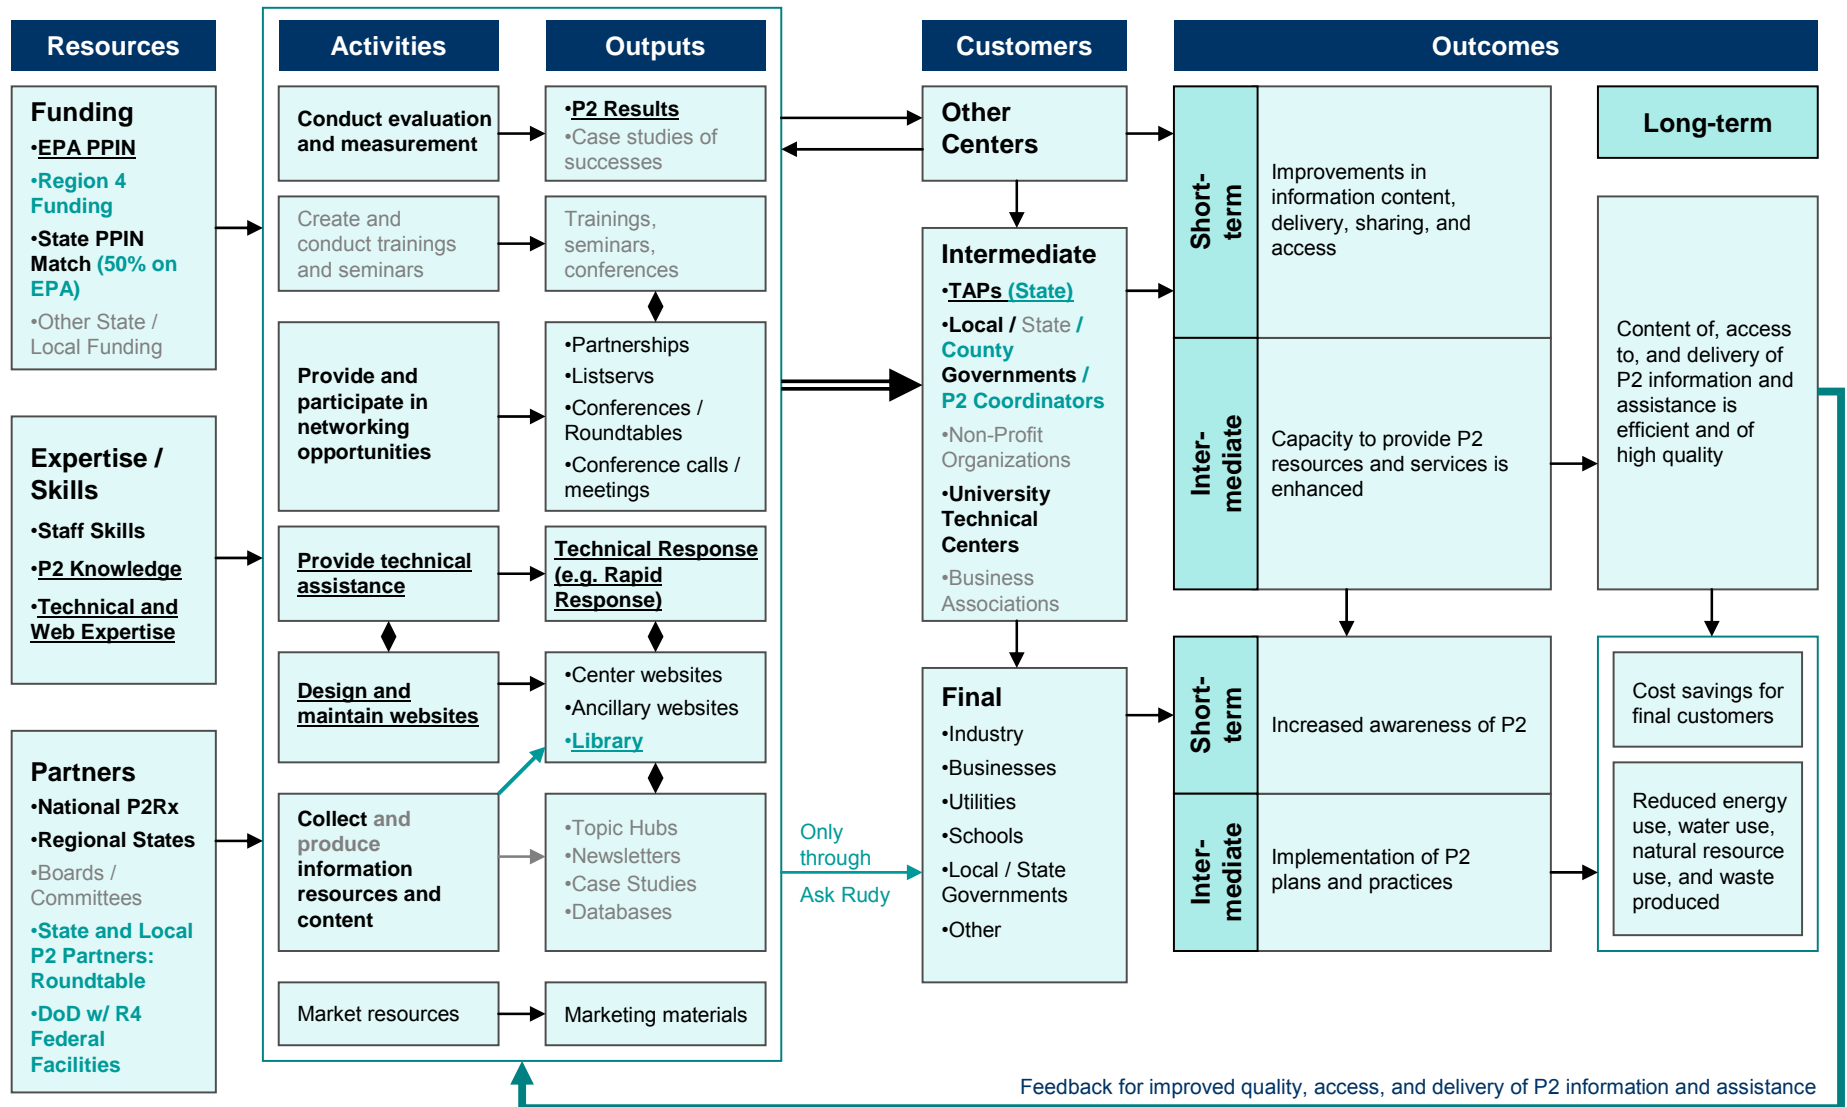 Resources
Activities
Outputs
Customers
Outcomes
Funding
•EPA PPIN
•Region 4
Funding
•State PPIN
Match (50% on
EPA)
•Other State /
Local Funding
Expertise /
Skills
•Staff Skills
•P2 Knowledge
•Technical and
Web Expertise
Partners
•National P2Rx
•Regional States
•Boards /
Committees
•State and Local
P2 Partners:
Roundtable
•DoD w/ R4
Federal
Facilities
Conduct evaluation
and measurement
Create and
conduct trainings
and seminars
Provide and
participate in
networking
opportunities
Provide technical
assistance
Design and
maintain websites
Collect and
produce
information
resources and
content
Market resources
•P2 Results
•Case studies of
successes
Trainings,
seminars,
conferences
•Partnerships
•Listservs
•Conferences /
Roundtables
•Conference calls /
meetings
Technical Response
(e.g. Rapid
Response)
•Center websites
•Ancillary websites
•Library
•Topic Hubs
•Newsletters
•Case Studies
•Databases
Marketing materials
Only
through
Ask Rudy
Other
Centers
Intermediate
•TAPs (State)
•Local / State /
County
Governments /
P2 Coordinators
•Non-Profit
Organizations
•University
Technical
Centers
•Business
Associations
Final
•Industry
•Businesses
•Utilities
•Schools
•Local / State
Governments
•Other
Short-
term
Improvements in
information content,
delivery, sharing, and
access
Inter-
mediate
Capacity to provide P2
resources and services is
enhanced
Short-
term
Increased awareness of P2
Inter-
mediate
Implementation of P2
plans and practices
Long-term
Content of, access
to, and delivery of
P2 information and
assistance is
efficient and of
high quality
Cost savings for
final customers
Reduced energy
use, water use,
natural resource
use, and waste
produced
Feedback for improved quality, access, and delivery of P2 information and assistance